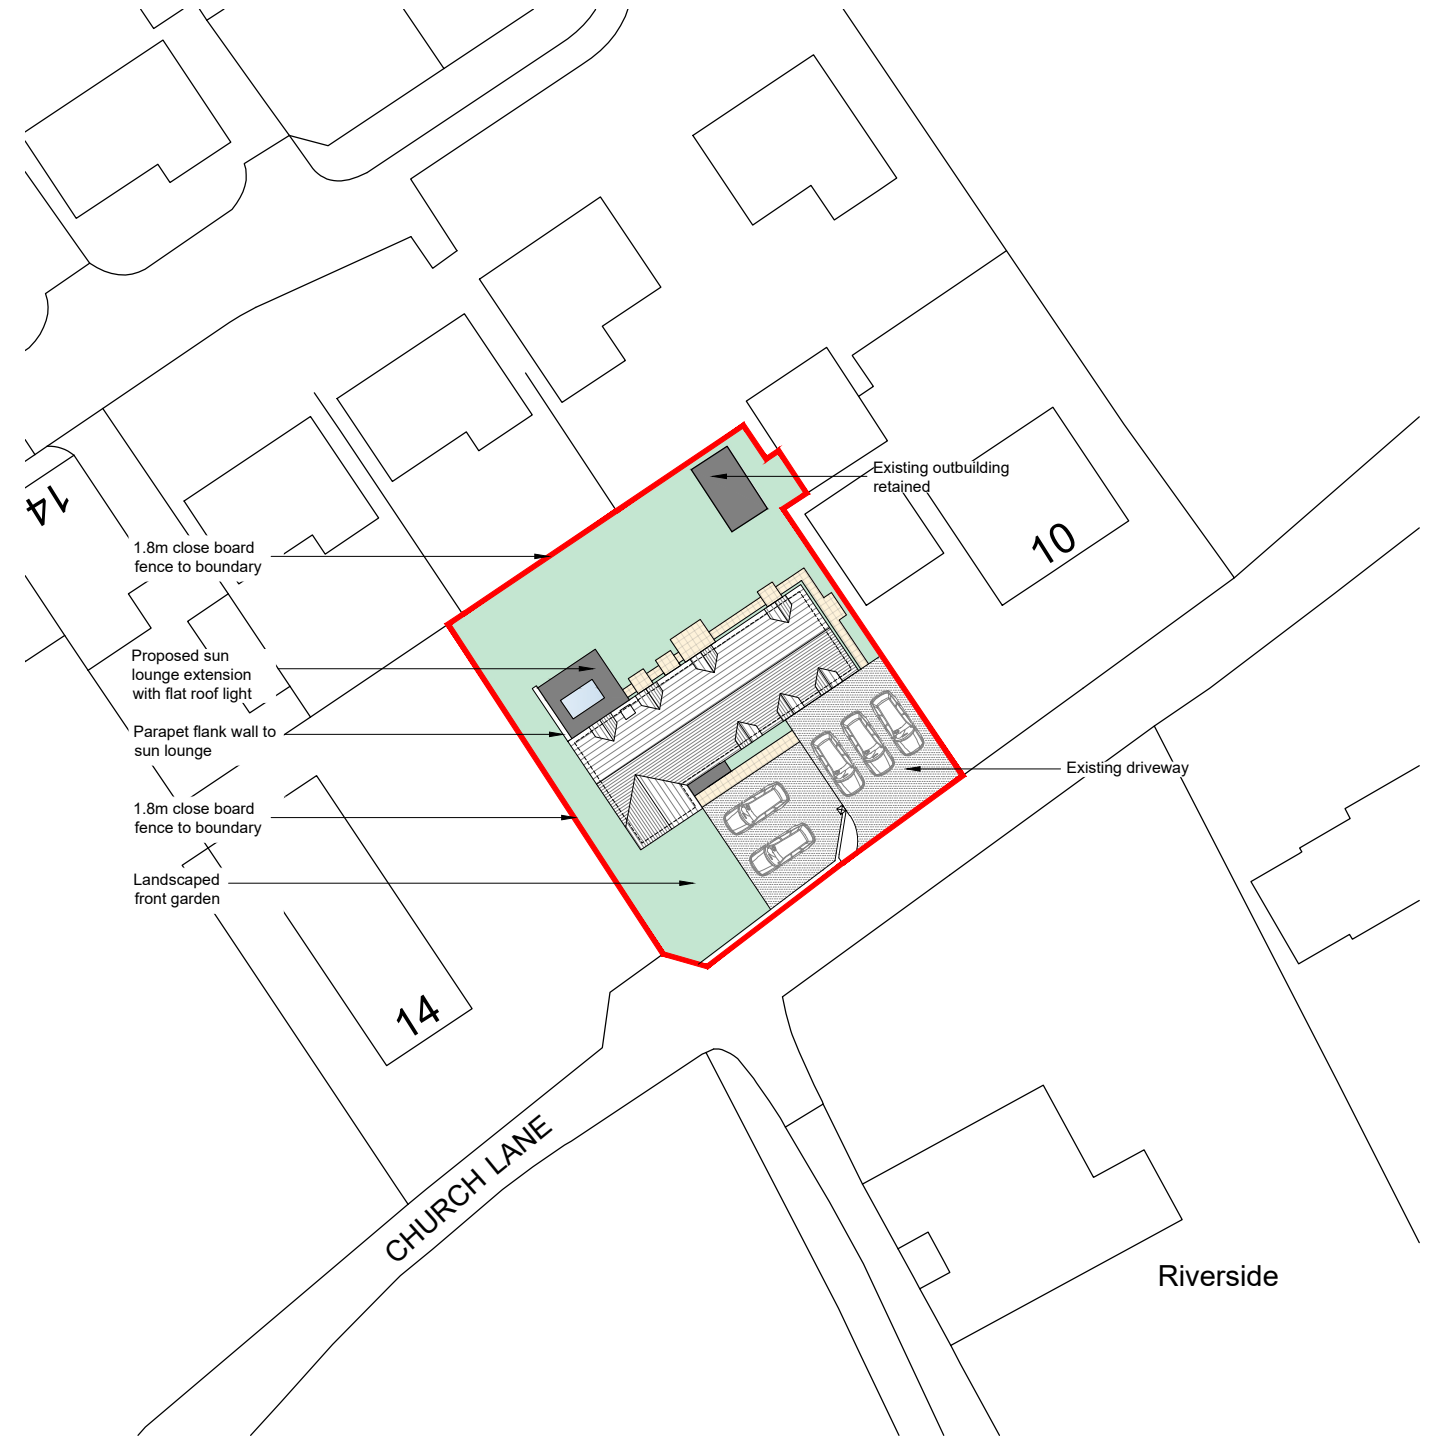 Existing outbuilding
retained
14
10
1.8m close board
fence to boundary
Proposed sun
lounge extension
with flat roof light
Parapet flank wall to
sun lounge
Existing driveway
1.8m close board
fence to boundary
Landscaped
front garden
14
CHURCH LANE
Riverside